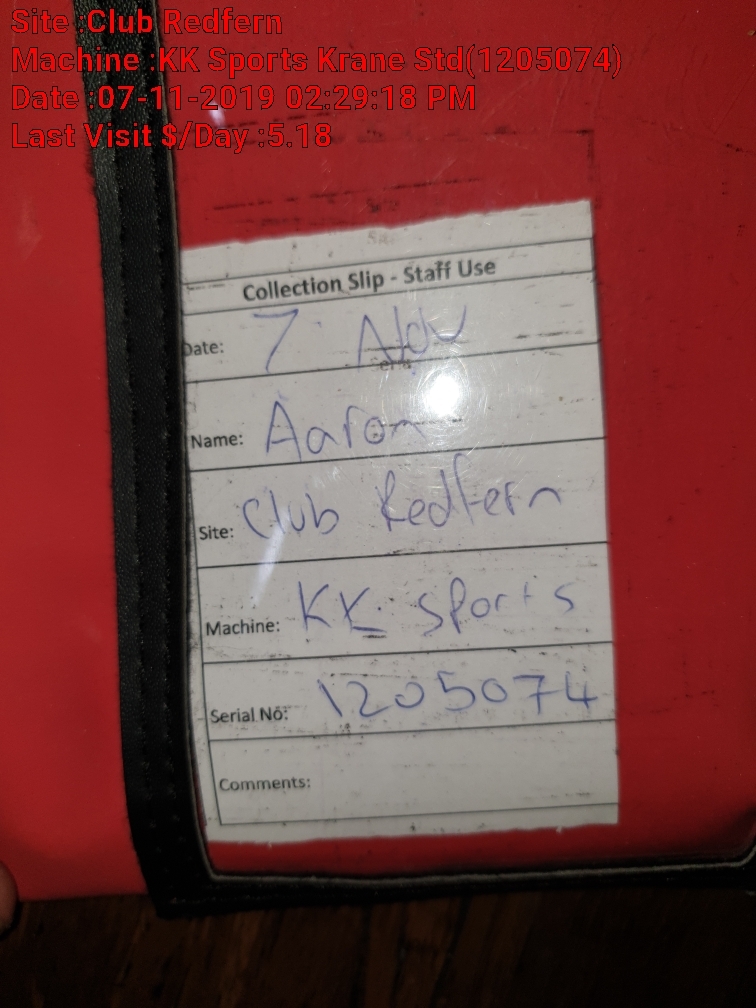 Site :Club Redfern
Machine :KK Sports Krane Std(1205074)
Date :07-11-2019 02:29:18 PM
Last Visit $/Day :5.18
Collection Slip - Staff Use
Date: 7 Nov
Name: Aaron
Site: Club Redfern
Machine: KK Sports
Serial No: 1205074
Comments: